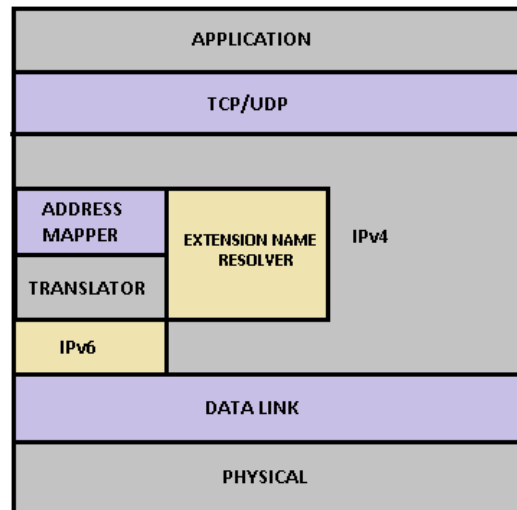 APPLICATION
TCP/UDP
ADDRESS
MAPPER
EXTENSION NAME
RESOLVER
IPv4
TRANSLATOR
IPv6
DATA LINK
PHYSICAL